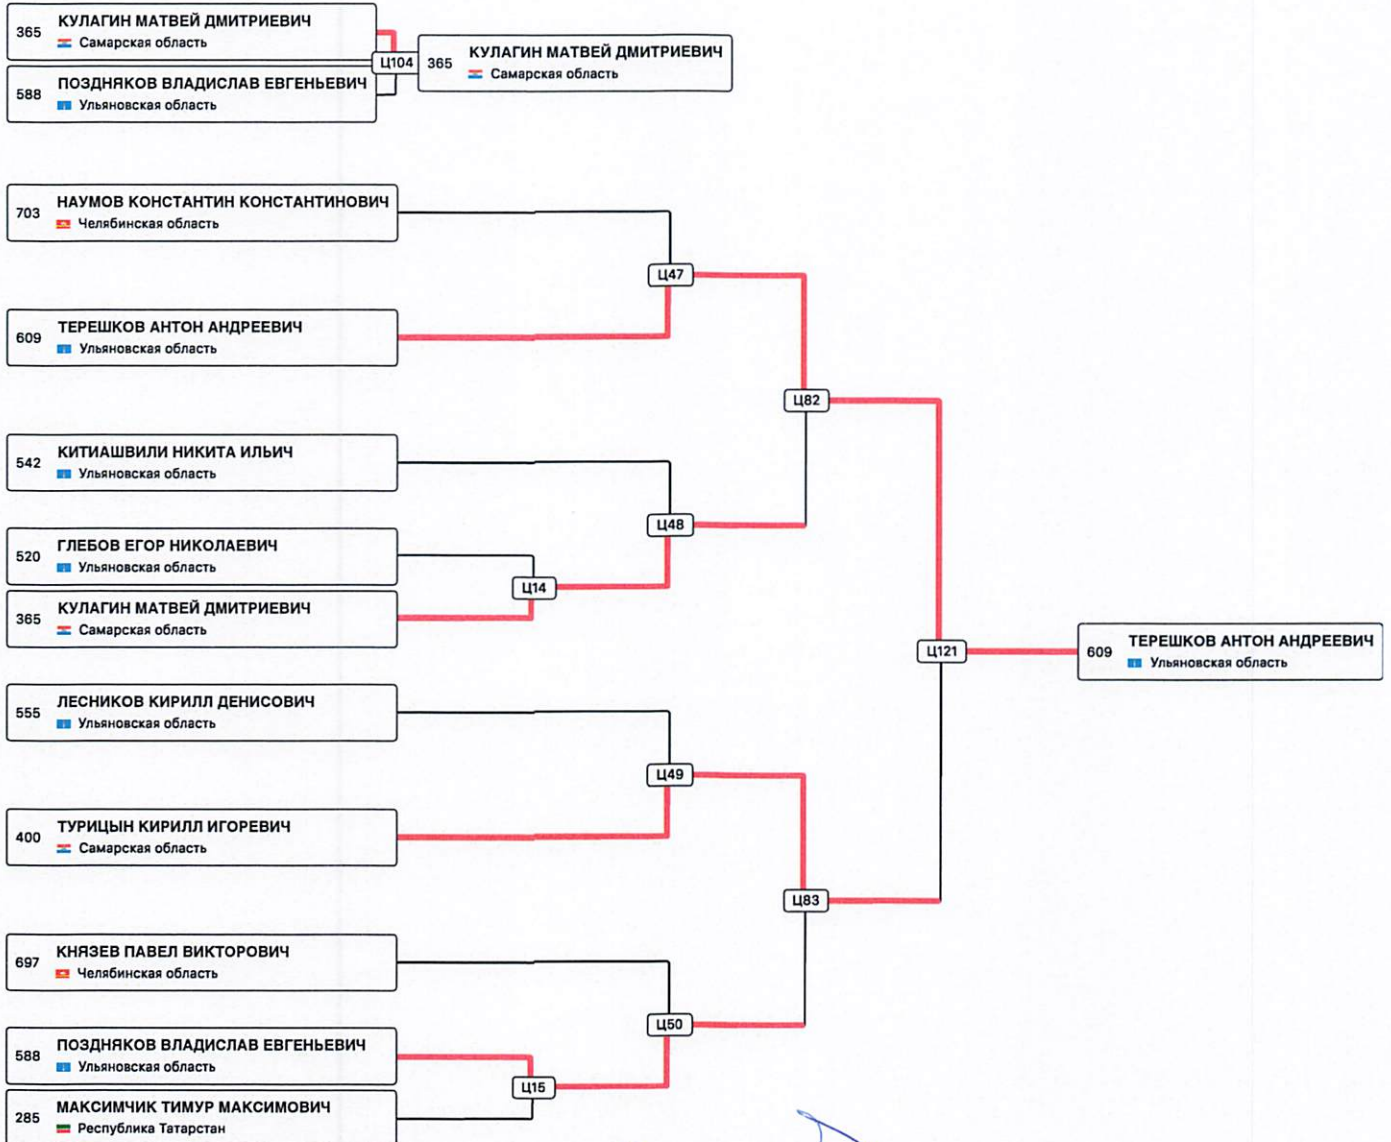 365 КУЛАГИН МАТВЕЙ ДМИТРИЕВИЧ
Самарская область
588 ПОЗДНЯКОВ ВЛАДИСЛАВ ЕВГЕНЬЕВИЧ
Ульяновская область
Ц104
365 КУЛАГИН МАТВЕЙ ДМИТРИЕВИЧ
Самарская область
703 НАУМОВ КОНСТАНТИН КОНСТАНТИНОВИЧ
Челябинская область
Ц47
609 ТЕРЕШКОВ АНТОН АНДРЕЕВИЧ
Ульяновская область
Ц82
542 КИТИАШВИЛИ НИКИТА ИЛЬИЧ
Ульяновская область
Ц48
520 ГЛЕБОВ ЕГОР НИКОЛАЕВИЧ
Ульяновская область
Ц14
365 КУЛАГИН МАТВЕЙ ДМИТРИЕВИЧ
Самарская область
Ц121
609 ТЕРЕШКОВ АНТОН АНДРЕЕВИЧ
Ульяновская область
555 ЛЕСНИКОВ КИРИЛЛ ДЕНИСОВИЧ
Ульяновская область
Ц49
400 ТУРИЦЫН КИРИЛЛ ИГОРЕВИЧ
Самарская область
Ц83
697 КНЯЗЕВ ПАВЕЛ ВИКТОРОВИЧ
Челябинская область
Ц50
588 ПОЗДНЯКОВ ВЛАДИСЛАВ ЕВГЕНЬЕВИЧ
Ульяновская область
Ц15
285 МАКСИМЧИК ТИМУР МАКСИМОВИЧ
Республика Татарстан